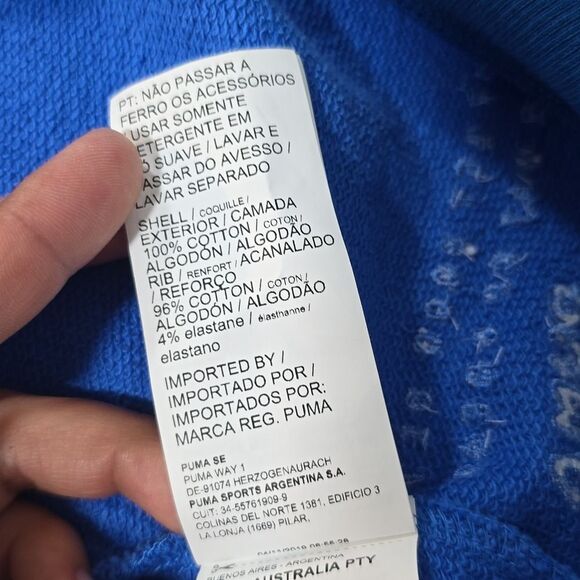 PT: NÃO PASSAR A
FERRO OS ACESSÓRIOS
USAR SOMENTE
ETERGENTE EM
O SUAVE / LAVAR E
ASSAR DO AVESSO /
LAVAR SEPARADO
SHELL / COQUILLE /
EXTERIOR / CAMADA
100% COTTON / COTON /
ALGODÓN / ALGODÃO
RIB / RENFORT / ACANALADO
/ REFORÇO
96% COTTON / COTON /
ALGODÓN / ALGODÃO
4% elastane / élasthanne /
elastano
IMPORTED BY /
IMPORTADO POR /
IMPORTADOS POR:
MARCA REG. PUMA
PUMA SE
PUMA WAY 1
DE-91074 HERZOGENAURACH
PUMA SPORTS ARGENTINA S.A.
CUIT: 34-55761909-9
COLINAS DEL NORTE 1381, EDIFICIO 3
LA LONJA (1669) PILAR,
BUENOS AIRES - ARGENTINA
AUSTRALIA PTY